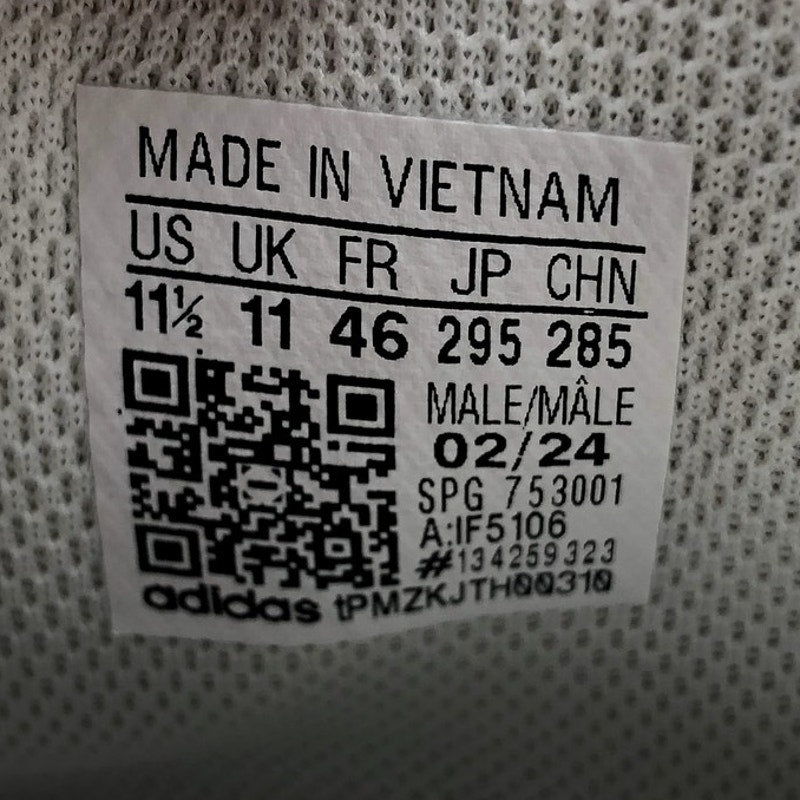 MADE IN VIETNAM
US UK FR JP CHN
11½ 11 46 295 285
MALE/MÂLE
02/24
SPG 753001
A:IF5106
#134259323
adidas tPMZKJTH00310